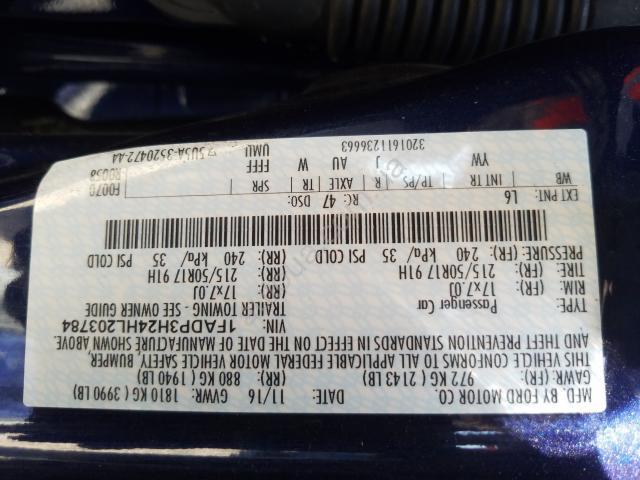 MFD. BY FORD MOTOR CO.
DATE: 11/16 GVWR: 1810 KG ( 3990 LB)
GAWR: (FR) 972 KG ( 2143 LB) (RR) 880 KG ( 1940 LB)
THIS VEHICLE CONFORMS TO ALL APPLICABLE FEDERAL MOTOR VEHICLE SAFETY, BUMPER,
AND THEFT PREVENTION STANDARDS IN EFFECT ON THE DATE OF MANUFACTURE SHOWN ABOVE.
VIN: 1FADP3H24HL203784
TYPE: Passenger Car TRAILER TOWING - SEE OWNER GUIDE
RIM: 17x7.0J 17x7.0J
TIRE: (FR): 215/50R17 91H (RR): 215/50R17 91H
PRESSURE: (FR): 240 kPa/ 35 PSI COLD (RR): 240 kPa/ 35 PSI COLD
EXT PNT: L6 RC: 47 DSO: F0070
WB INT TR TP/PS R AXLE TR SPR R0058
YW J AU W FFFF UMU
320161123663 5U5A-3520472-AA